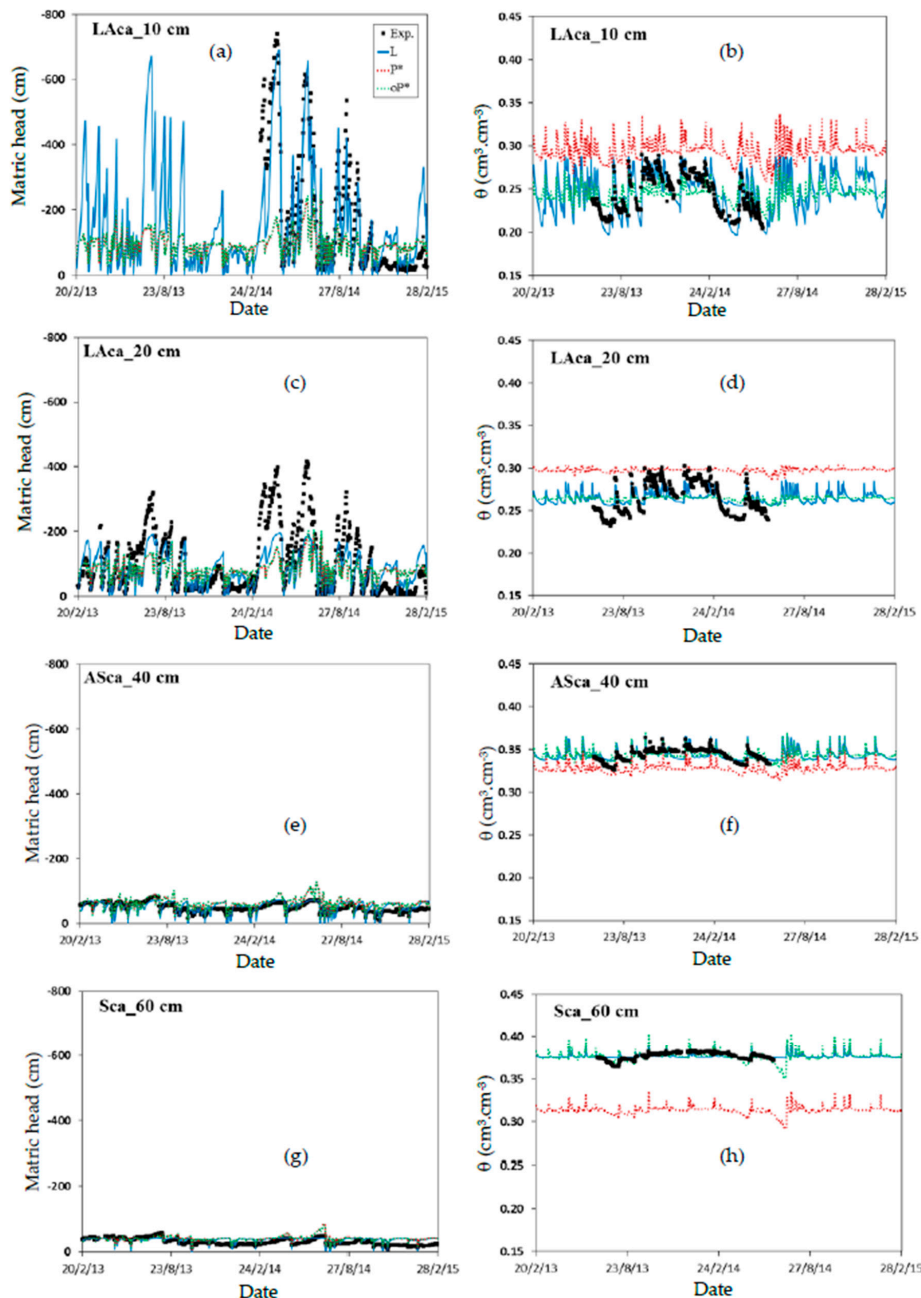 LAca_10 cm
(a)
Exp.
L
P*
oP*
Matric head (cm)
-800
-600
-400
-200
0
20/2/13
23/8/13
24/2/14
27/8/14
28/2/15
Date
LAca_10 cm
(b)
θ (cm³.cm⁻³)
0.45
0.40
0.35
0.30
0.25
0.20
0.15
20/2/13
23/8/13
24/2/14
27/8/14
28/2/15
Date
LAca_20 cm
(c)
Matric head (cm)
-800
-600
-400
-200
0
20/2/13
23/8/13
24/2/14
27/8/14
28/2/15
Date
LAca_20 cm
(d)
θ (cm³.cm⁻³)
0.45
0.40
0.35
0.30
0.25
0.20
0.15
20/2/13
23/8/13
24/2/14
27/8/14
28/2/15
Date
ASca_40 cm
(e)
Matric head (cm)
-800
-600
-400
-200
0
20/2/13
23/8/13
24/2/14
27/8/14
28/2/15
Date
ASca_40 cm
(f)
θ (cm³.cm⁻³)
0.45
0.40
0.35
0.30
0.25
0.20
0.15
20/2/13
23/8/13
24/2/14
27/8/14
28/2/15
Date
Sca_60 cm
(g)
Matric head (cm)
-800
-600
-400
-200
0
20/2/13
23/8/13
24/2/14
27/8/14
28/2/15
Date
Sca_60 cm
(h)
θ (cm³.cm⁻³)
0.45
0.40
0.35
0.30
0.25
0.20
0.15
20/2/13
23/8/13
24/2/14
27/8/14
28/2/15
Date